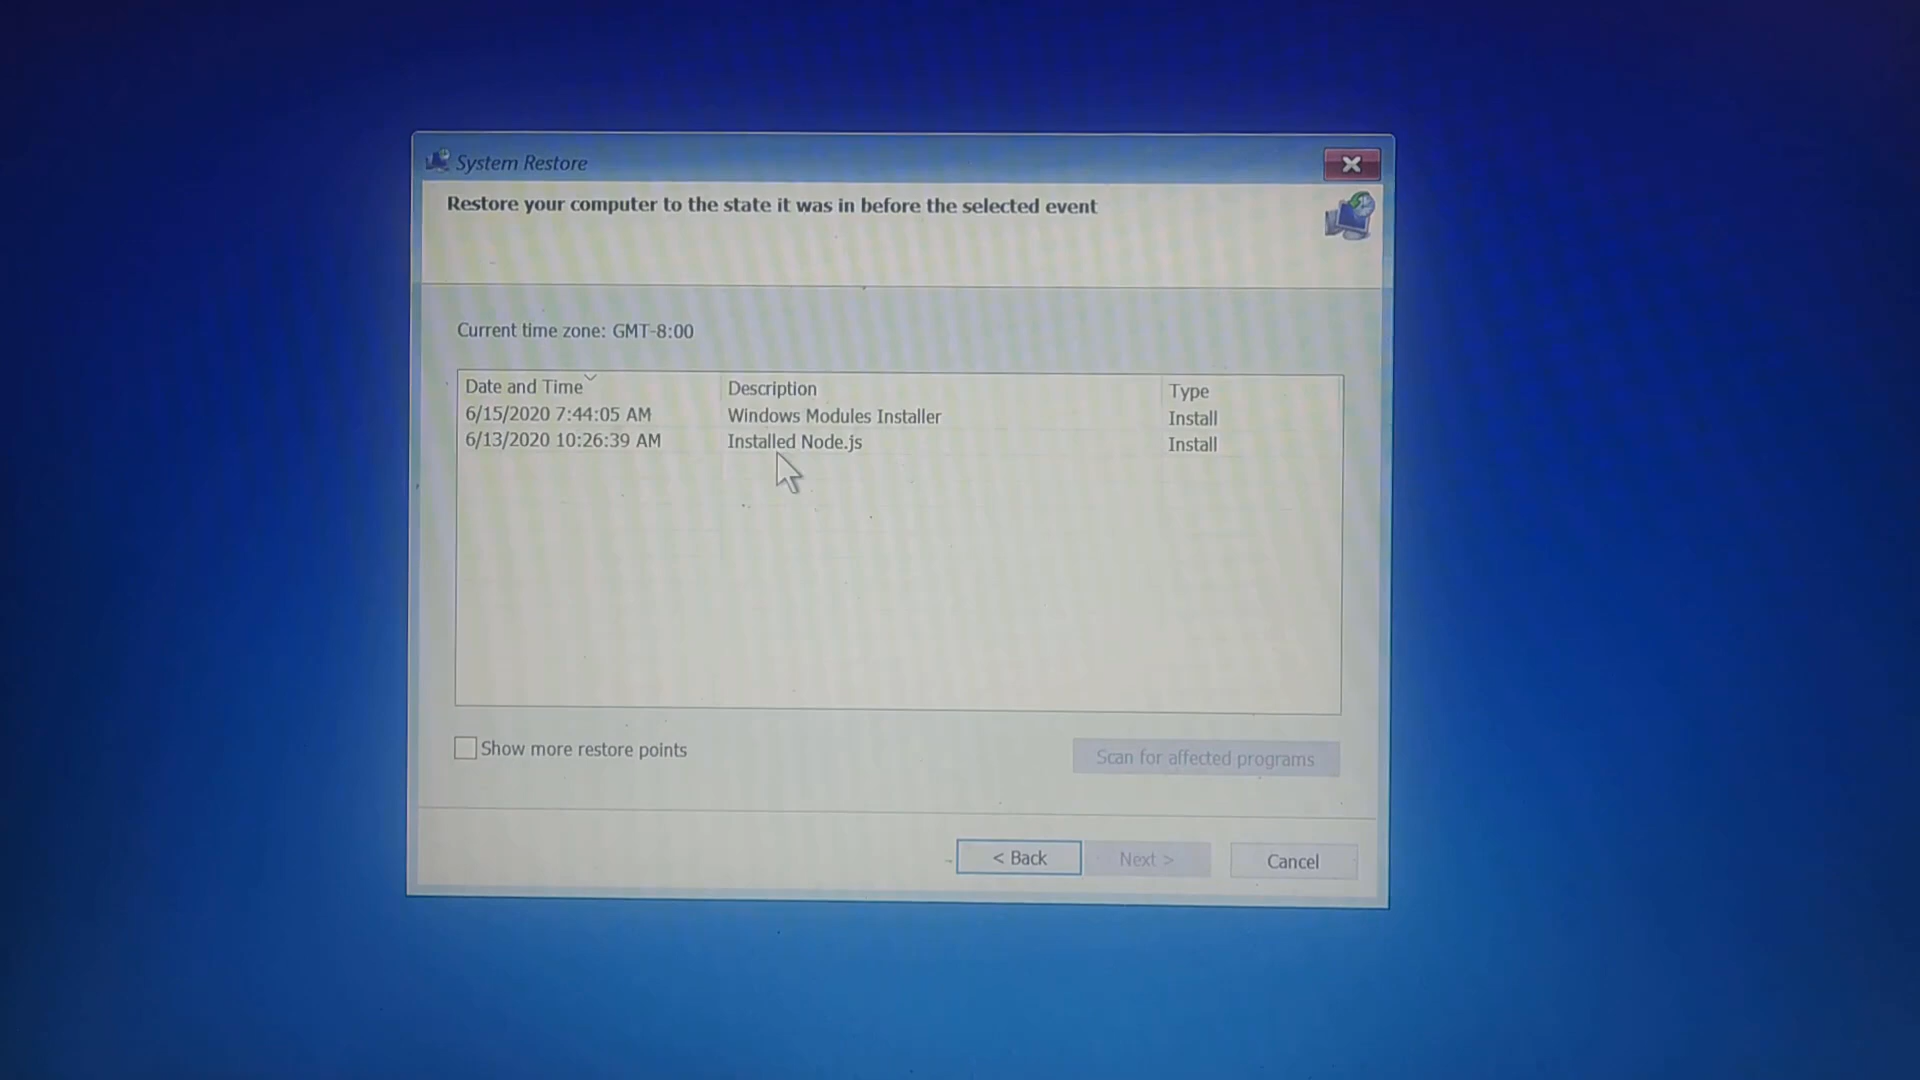 System Restore
Restore your computer to the state it was in before the selected event
Current time zone: GMT-8:00
Date and Time Description Type
6/15/2020 7:44:05 AM Windows Modules Installer Install
6/13/2020 10:26:39 AM Installed Node.js Install
Show more restore points Scan for affected programs
< Back Next > Cancel